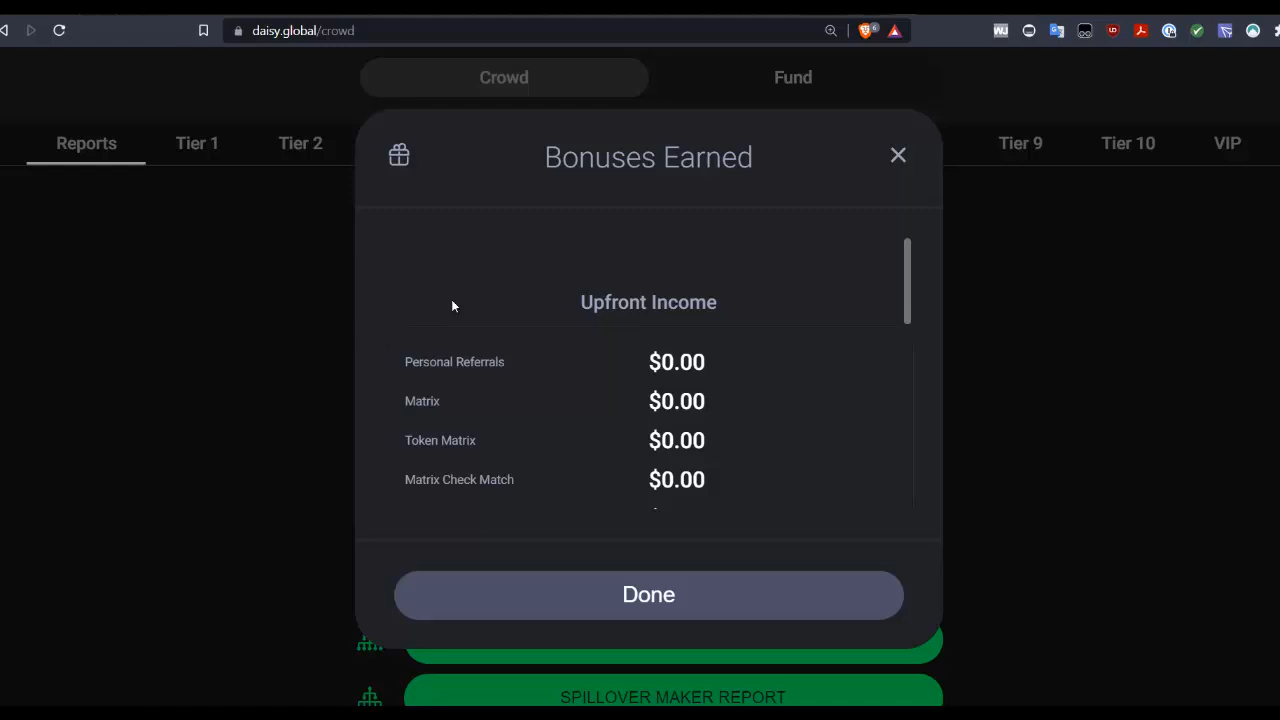 daisy.global/crowd
6
WJ
Crowd
Fund
Reports
Tier 1
Tier 2
Tier 9
Tier 10
VIP
Bonuses Earned
Upfront Income
Personal Referrals $0.00
Matrix $0.00
Token Matrix $0.00
Matrix Check Match $0.00
Done
SPILLOVER MAKER REPORT